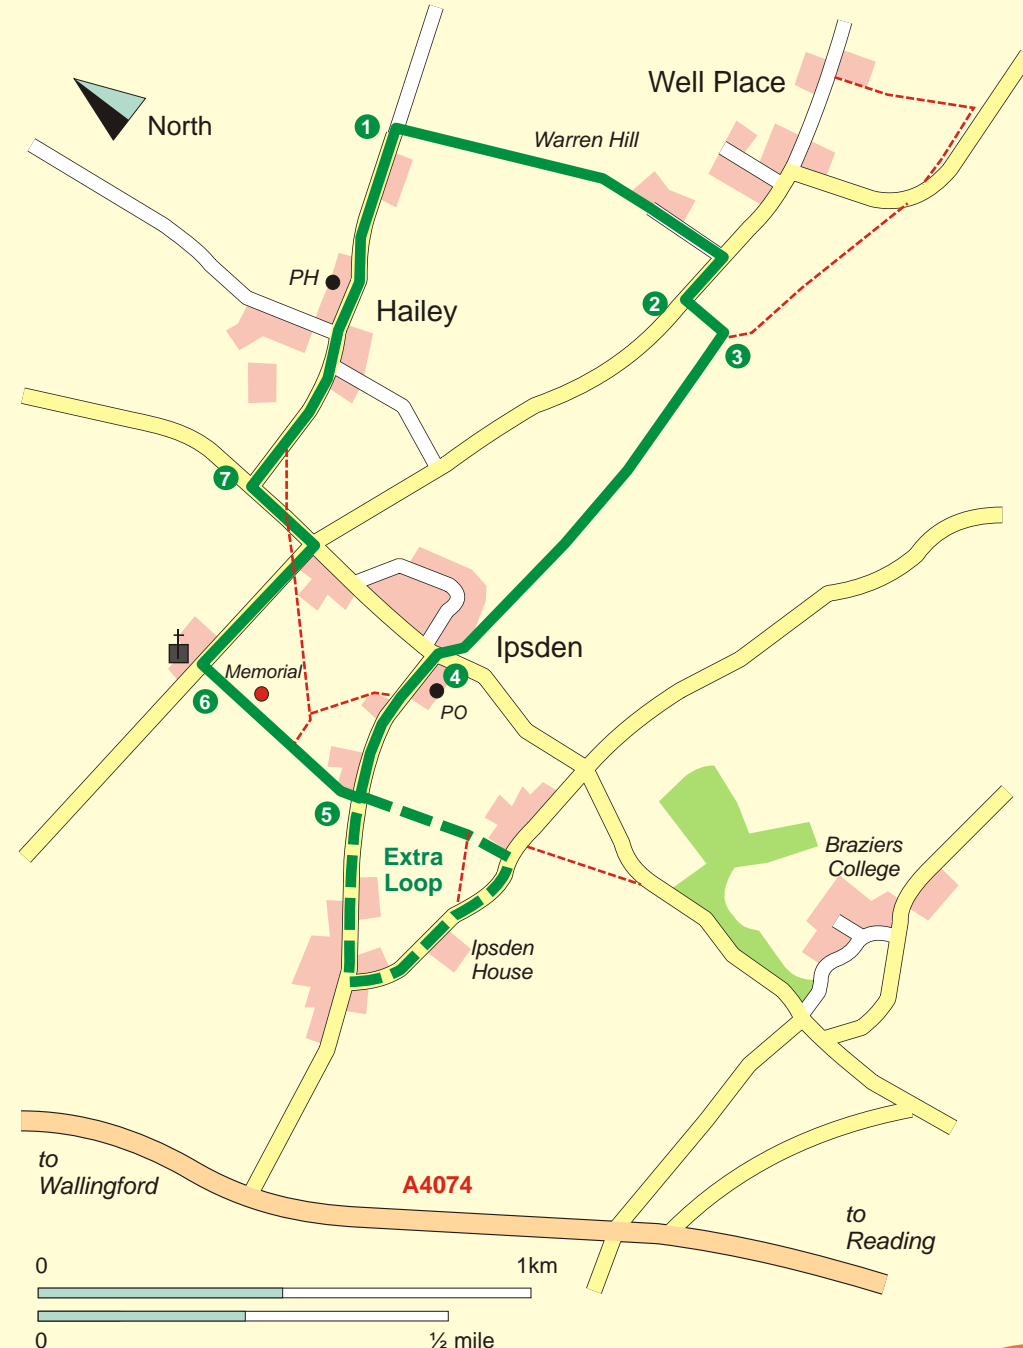 Well Place
North
1
Warren Hill
PH
Hailey
2
3
7
Ipsden
Memorial
4
6
PO
5
Extra
Loop
Braziers
College
Ipsden
House
to
Wallingford
A4074
to
Reading
0 1km
0 ½ mile